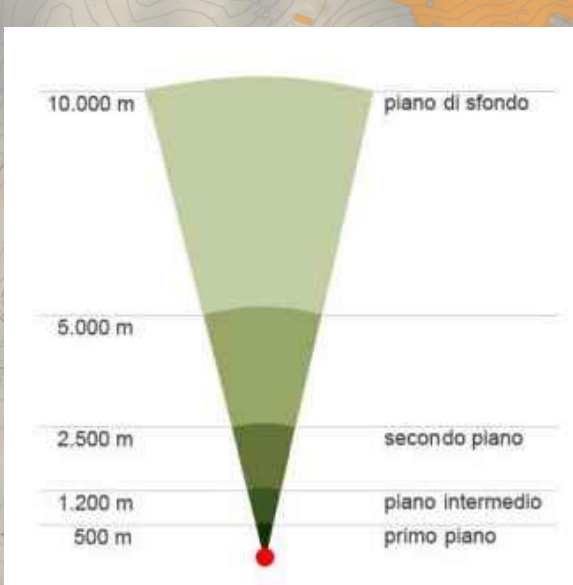 10.000 m piano di sfondo
5.000 m
2.500 m secondo piano
1.200 m piano intermedio
500 m primo piano